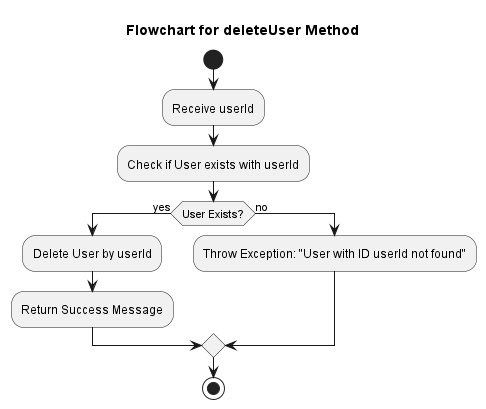 Flowchart for deleteUser Method
Receive userId
Check if User exists with userId
yes
User Exists?
no
Delete User by userId
Throw Exception: "User with ID userId not found"
Return Success Message